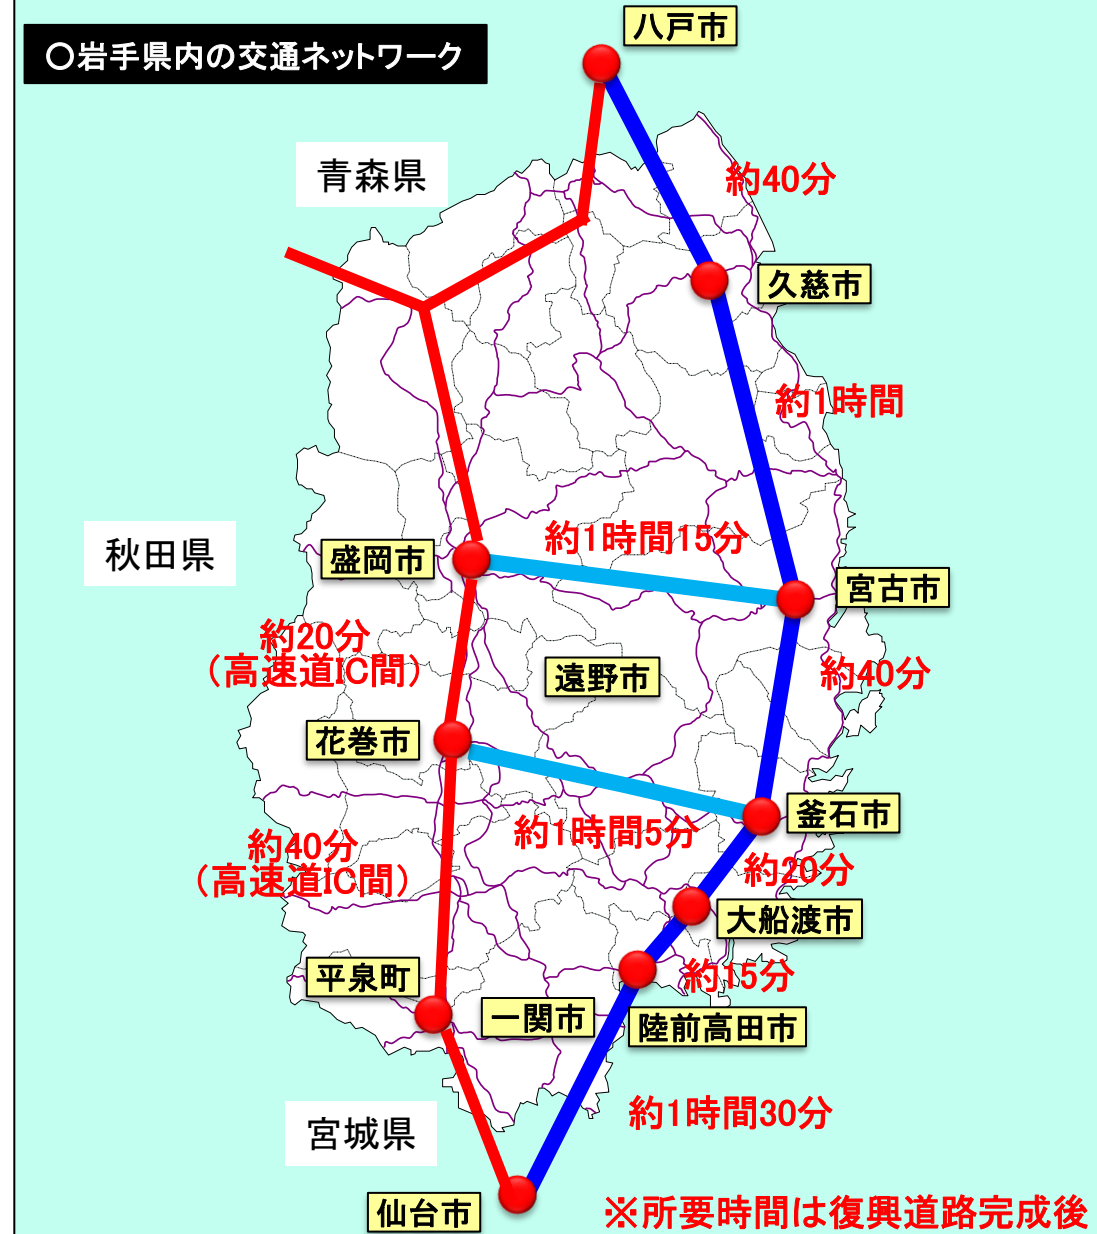 八戸市
〇岩手県内の交通ネットワーク
青森県
約40分
久慈市
約1時間
約1時間15分
秋田県
盛岡市
宮古市
約20分
（高速道IC間）
遠野市
約40分
花巻市
釜石市
約1時間5分
約40分
（高速道IC間）
約20分
大船渡市
平泉町
約15分
一関市
陸前高田市
約1時間30分
宮城県
仙台市
※所要時間は復興道路完成後